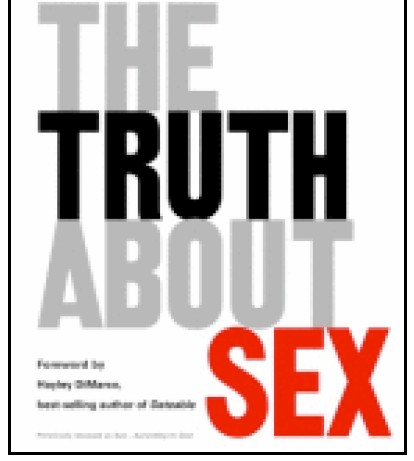 THE
TRUTH
ABOUT
SEX
Foreword by
Hayley DiMarco,
best-selling author of Dateable